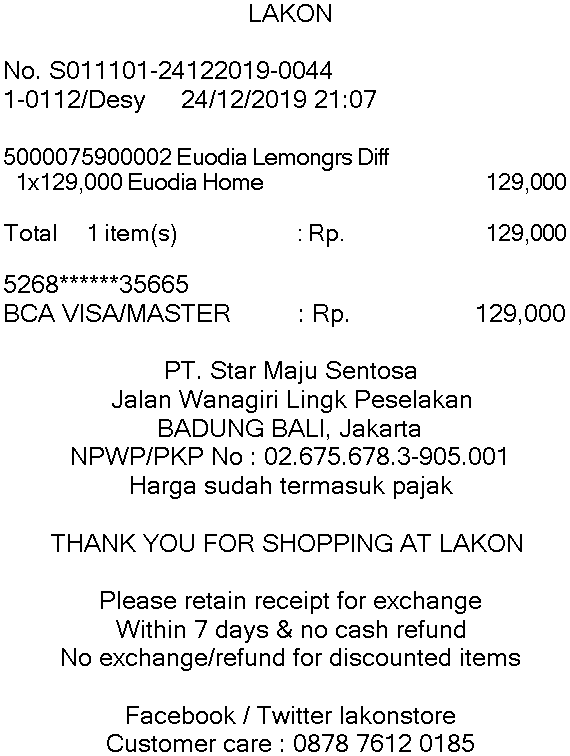 LAKON
No. S011101-24122019-0044
1-0112/Desy 24/12/2019 21:07
5000075900002 Euodia Lemongrs Diff
1x129,000 Euodia Home 129,000
Total 1 item(s) : Rp. 129,000
5268******35665
BCA VISA/MASTER : Rp. 129,000
PT. Star Maju Sentosa
Jalan Wanagiri Lingk Peselakan
BADUNG BALI, Jakarta
NPWP/PKP No : 02.675.678.3-905.001
Harga sudah termasuk pajak
THANK YOU FOR SHOPPING AT LAKON
Please retain receipt for exchange
Within 7 days & no cash refund
No exchange/refund for discounted items
Facebook / Twitter lakonstore
Customer care : 0878 7612 0185